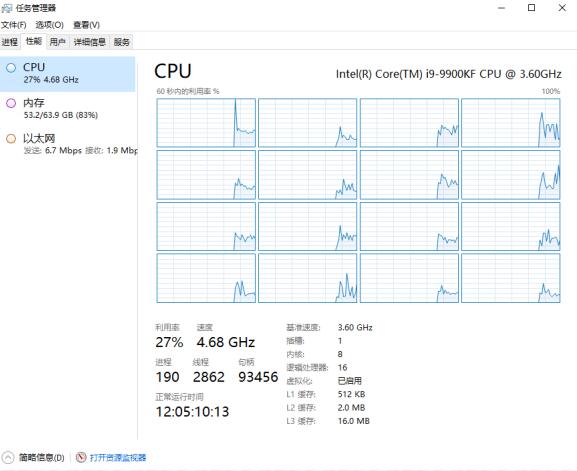 任务管理器
文件(F) 选项(O) 查看(V)
进程 性能 用户 详细信息 服务
CPU
27% 4.68 GHz
内存
53.2/63.9 GB (83%)
以太网
发送: 6.7 Mbps 接收: 1.9 Mbp
CPU
Intel(R) Core(TM) i9-9900KF CPU @ 3.60GHz
60 秒内的利用率 %
100%
利用率 速度
27% 4.68 GHz
进程 线程 句柄
190 2862 93456
正常运行时间
12:05:10:13
基准速度: 3.60 GHz
插槽: 1
内核: 8
逻辑处理器: 16
虚拟化: 已启用
L1 缓存: 512 KB
L2 缓存: 2.0 MB
L3 缓存: 16.0 MB
简略信息(D)
打开资源监视器